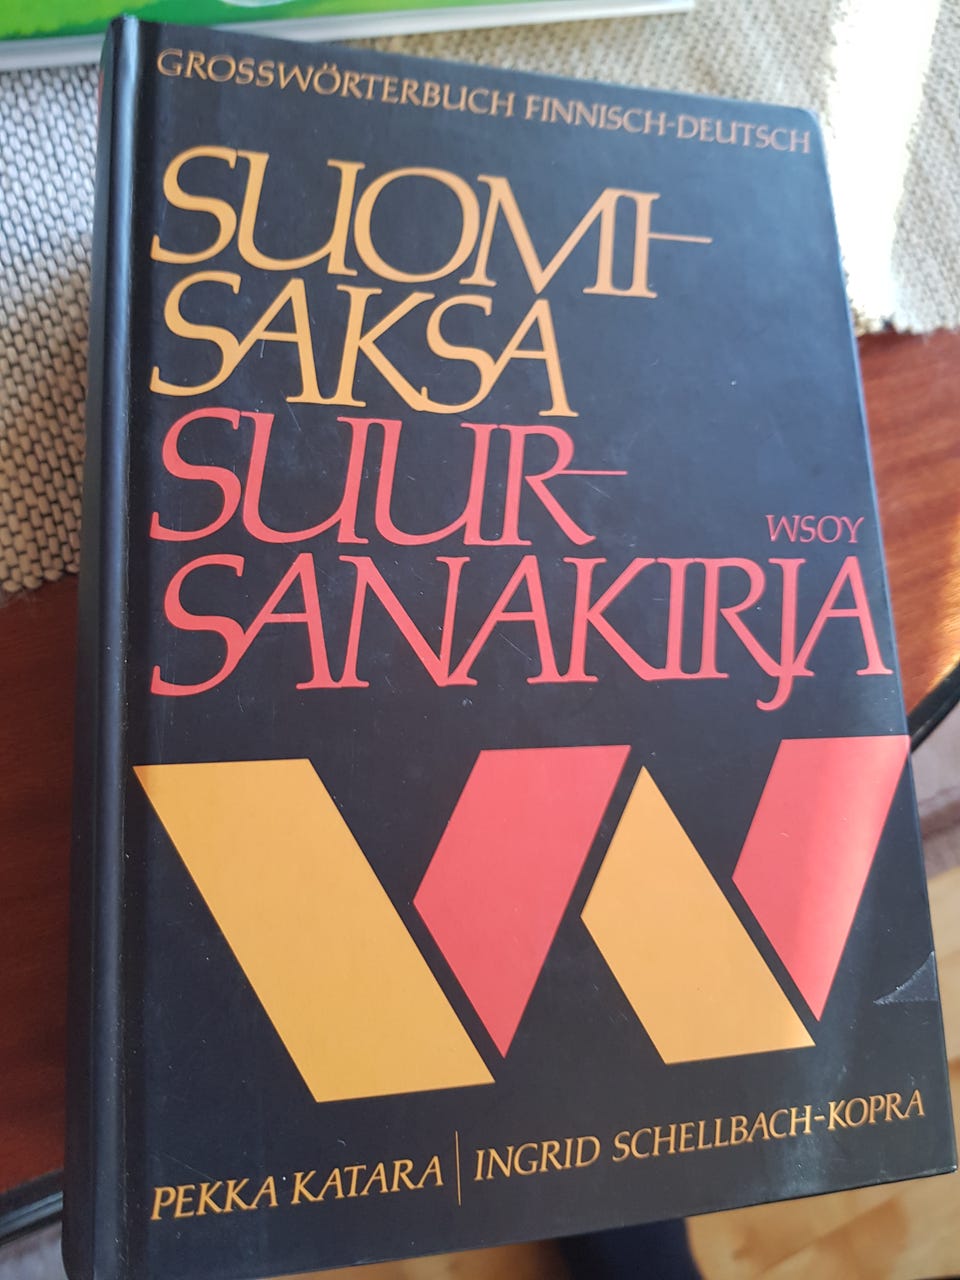 GROSSWÖRTERBUCH FINNISCH-DEUTSCH
SUOMI-
SAKSA
SUUR-
WSOY
SANAKIRJA
PEKKA KATARA | INGRID SCHELLBACH-KOPRA